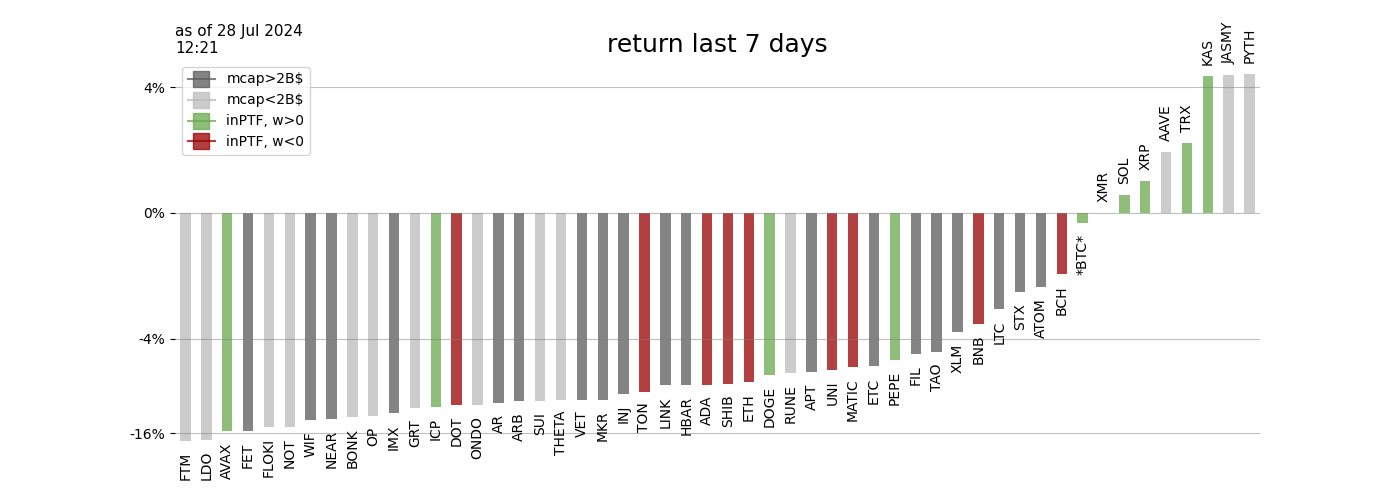 as of 28 Jul 2024
12:21
return last 7 days
mcap>2B$
mcap<2B$
inPTF, w>0
inPTF, w<0
4%
0%
-4%
-16%
FTM
LDO
AVAX
FET
FLOKI
NOT
WIF
NEAR
BONK
OP
IMX
GRT
ICP
DOT
ONDO
AR
ARB
SUI
THETA
VET
MKR
INJ
TON
LINK
HBAR
ADA
SHIB
ETH
DOGE
RUNE
APT
UNI
MATIC
ETC
PEPE
FIL
TAO
XLM
BNB
LTC
STX
ATOM
BCH
*BTC*
XMR
SOL
XRP
AAVE
TRX
KAS
JASMY
PYTH